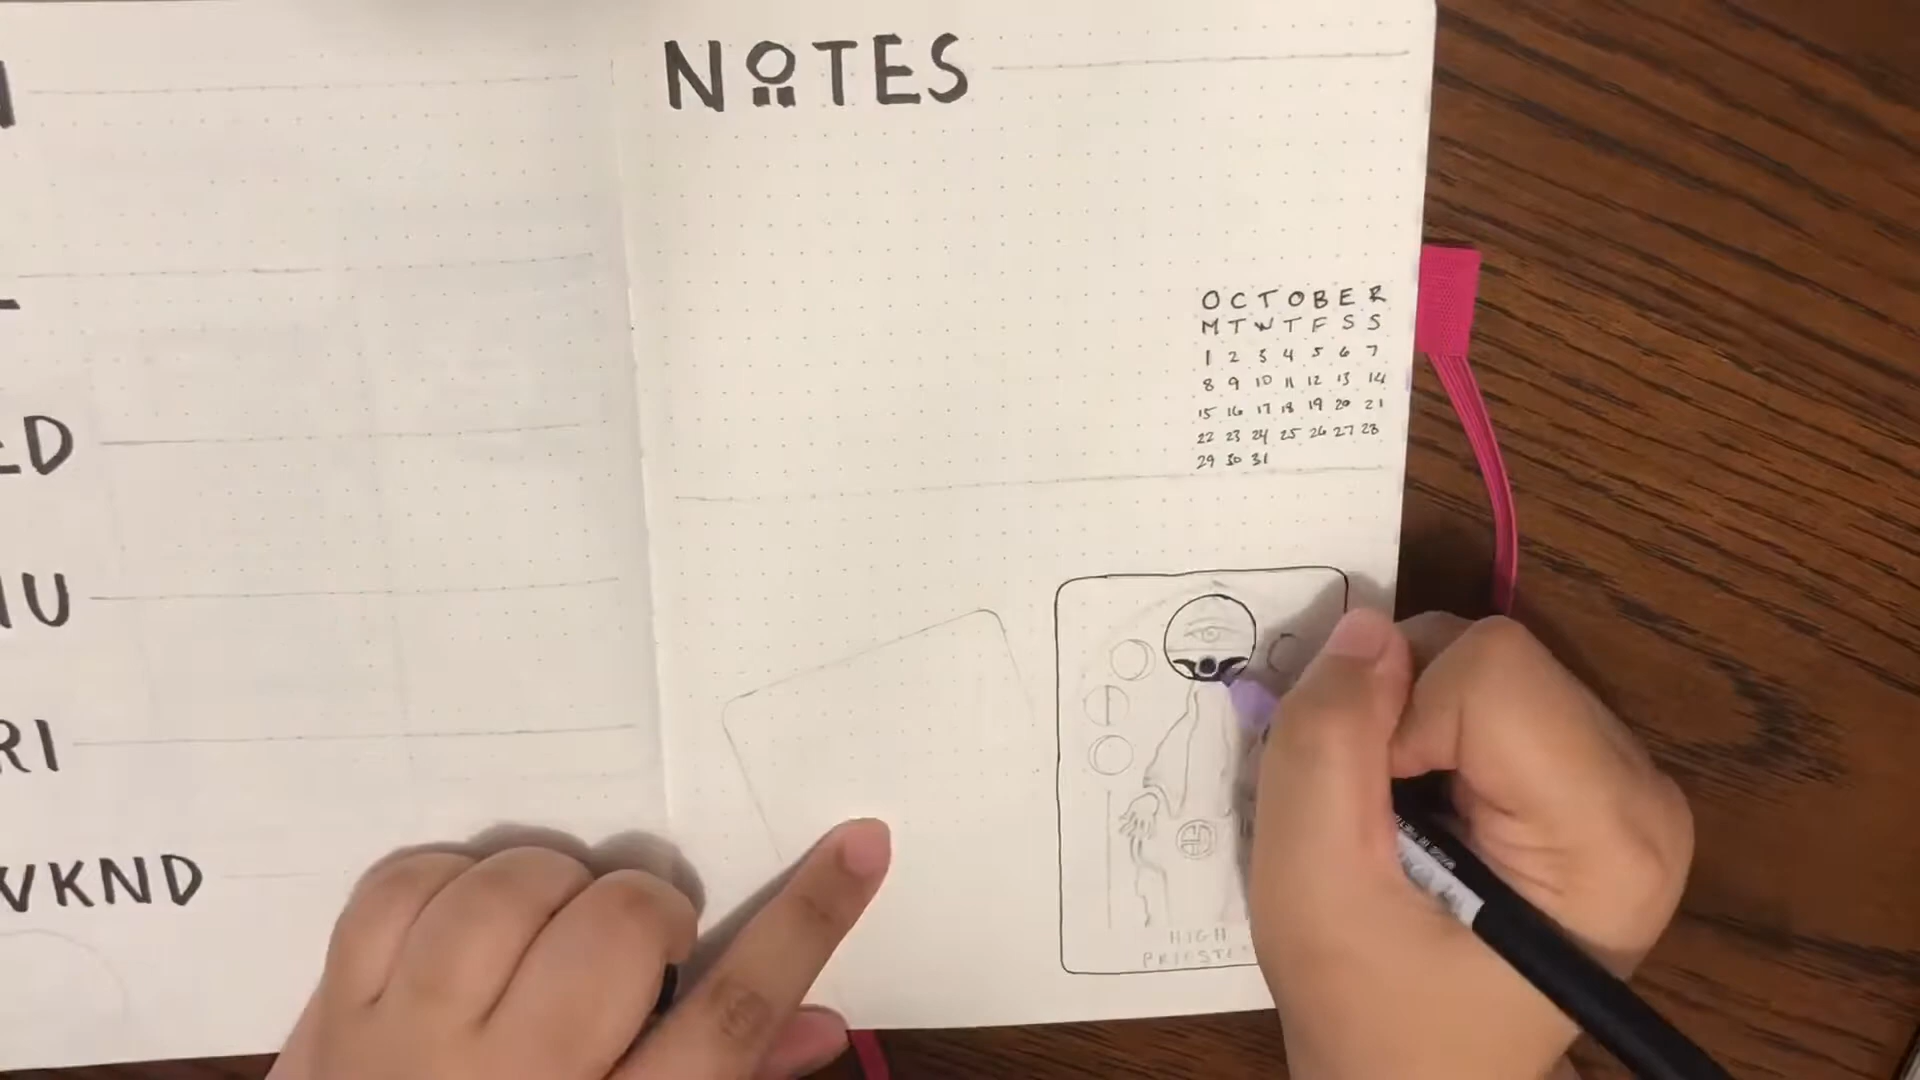 NOTES
OCTOBER
M T W T F S S
1 2 3 4 5 6 7
8 9 10 11 12 13 14
15 16 17 18 19 20 21
22 23 24 25 26 27 28
29 30 31
ED
U
RI
WKND
HIGH